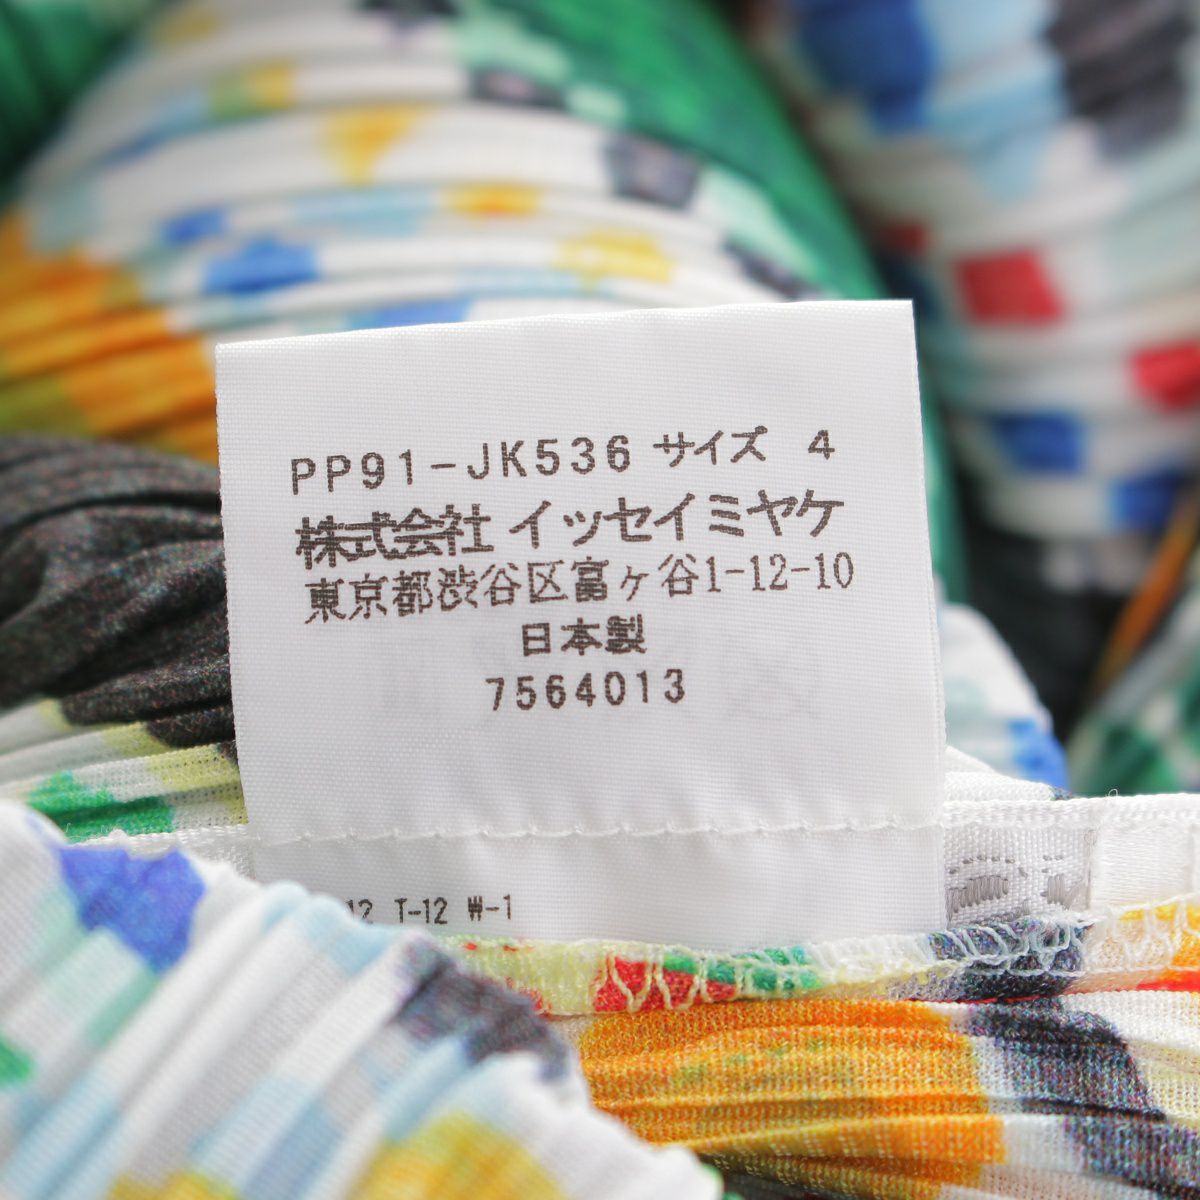 PP91-JK536 サイズ 4
株式会社 イッセイミヤケ
東京都渋谷区富ヶ谷1-12-10
日本製
7564013
12 T-12 W-1